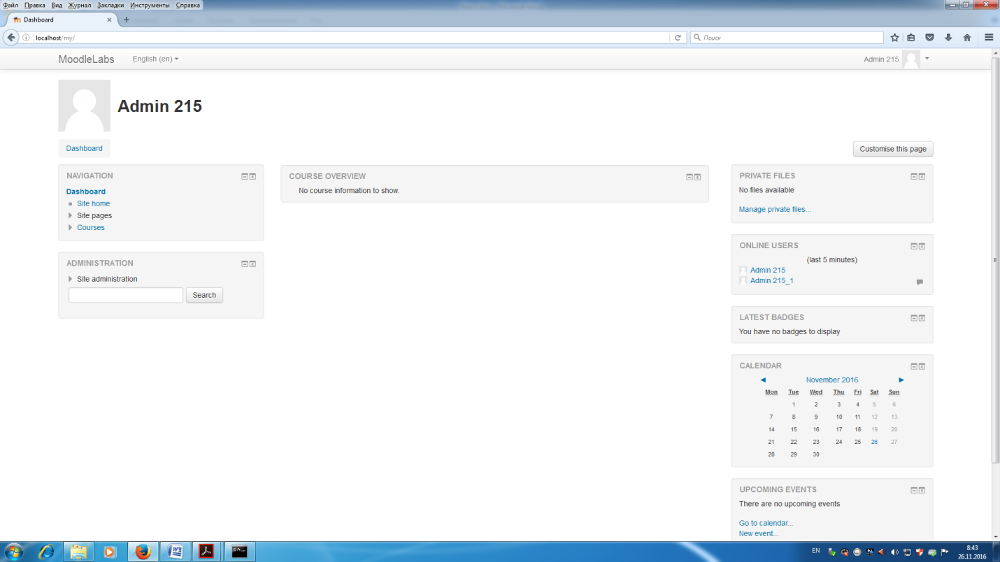 Файл Правка Вид Журнал Закладки Инструменты Справка
Dashboard
localhost/my/
Поиск
MoodleLabs English (en)
Admin 215
Admin 215
Dashboard
Customise this page
NAVIGATION
Dashboard
Site home
Site pages
Courses
ADMINISTRATION
Site administration
Search
COURSE OVERVIEW
No course information to show.
PRIVATE FILES
No files available
Manage private files...
ONLINE USERS
(last 5 minutes)
Admin 215
Admin 215_1
LATEST BADGES
You have no badges to display
CALENDAR
November 2016
Mon Tue Wed Thu Fri Sat Sun
1 2 3 4 5 6
7 8 9 10 11 12 13
14 15 16 17 18 19 20
21 22 23 24 25 26 27
28 29 30
UPCOMING EVENTS
There are no upcoming events
Go to calendar...
New event...
EN
8:43
26.11.2016